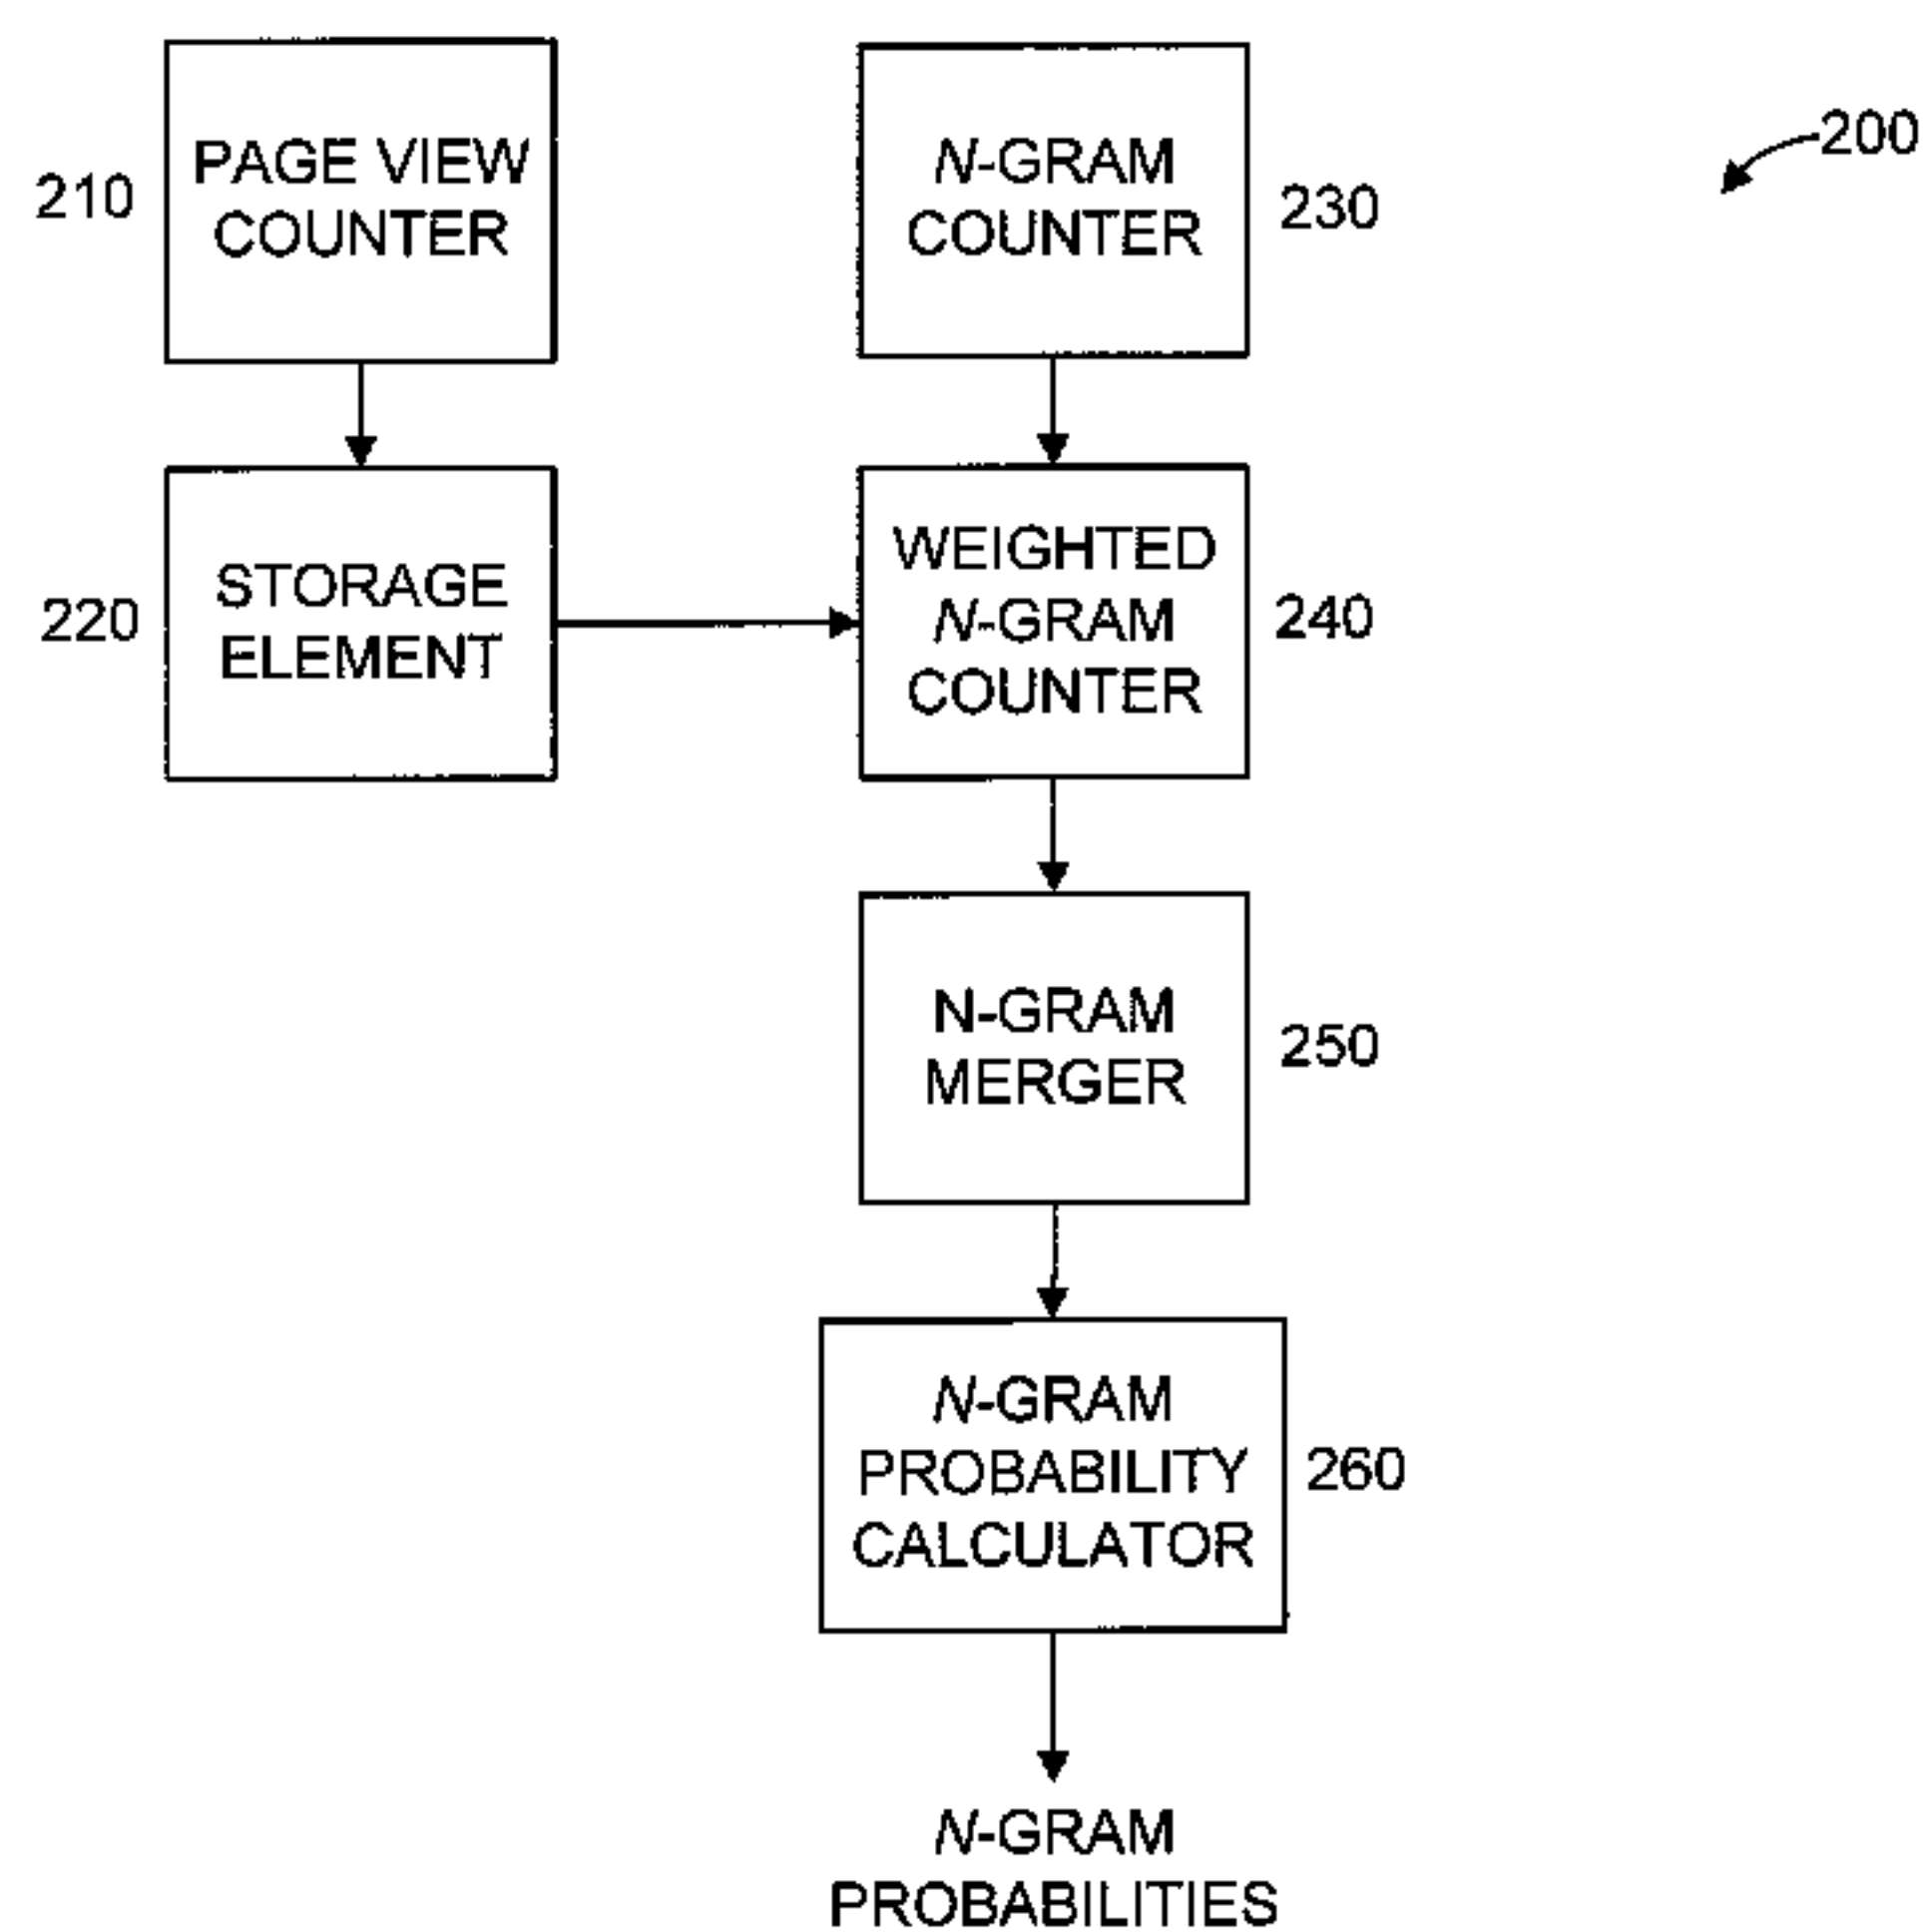 PAGE VIEW
COUNTER
210
N-GRAM
COUNTER
230
200
STORAGE
ELEMENT
220
WEIGHTED
N-GRAM
COUNTER
240
N-GRAM
MERGER
250
N-GRAM
PROBABILITY
CALCULATOR
260
N-GRAM
PROBABILITIES